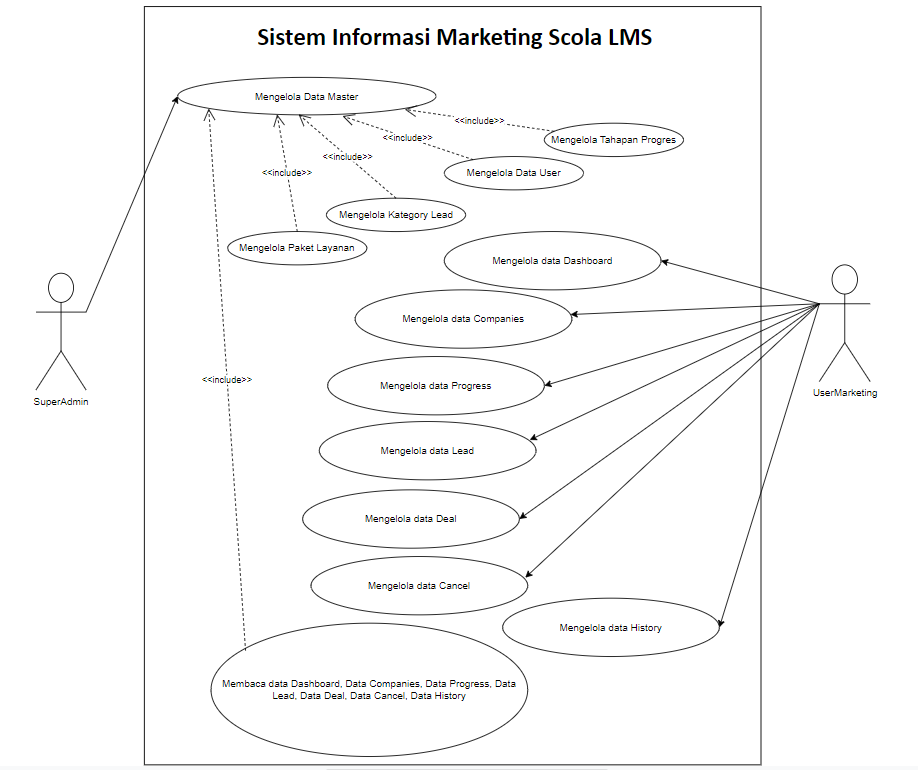 Sistem Informasi Marketing Scola LMS
Mengelola Data Master
<<include>>
Mengelola Tahapan Progres
<<include>>
<<include>>
Mengelola Data User
<<include>>
Mengelola Kategory Lead
Mengelola Paket Layanan
Mengelola data Dashboard
Mengelola data Companies
<<include>>
Mengelola data Progress
SuperAdmin
UserMarketing
Mengelola data Lead
Mengelola data Deal
Mengelola data Cancel
Mengelola data History
Membaca data Dashboard, Data Companies, Data Progress, Data
Lead, Data Deal, Data Cancel, Data History